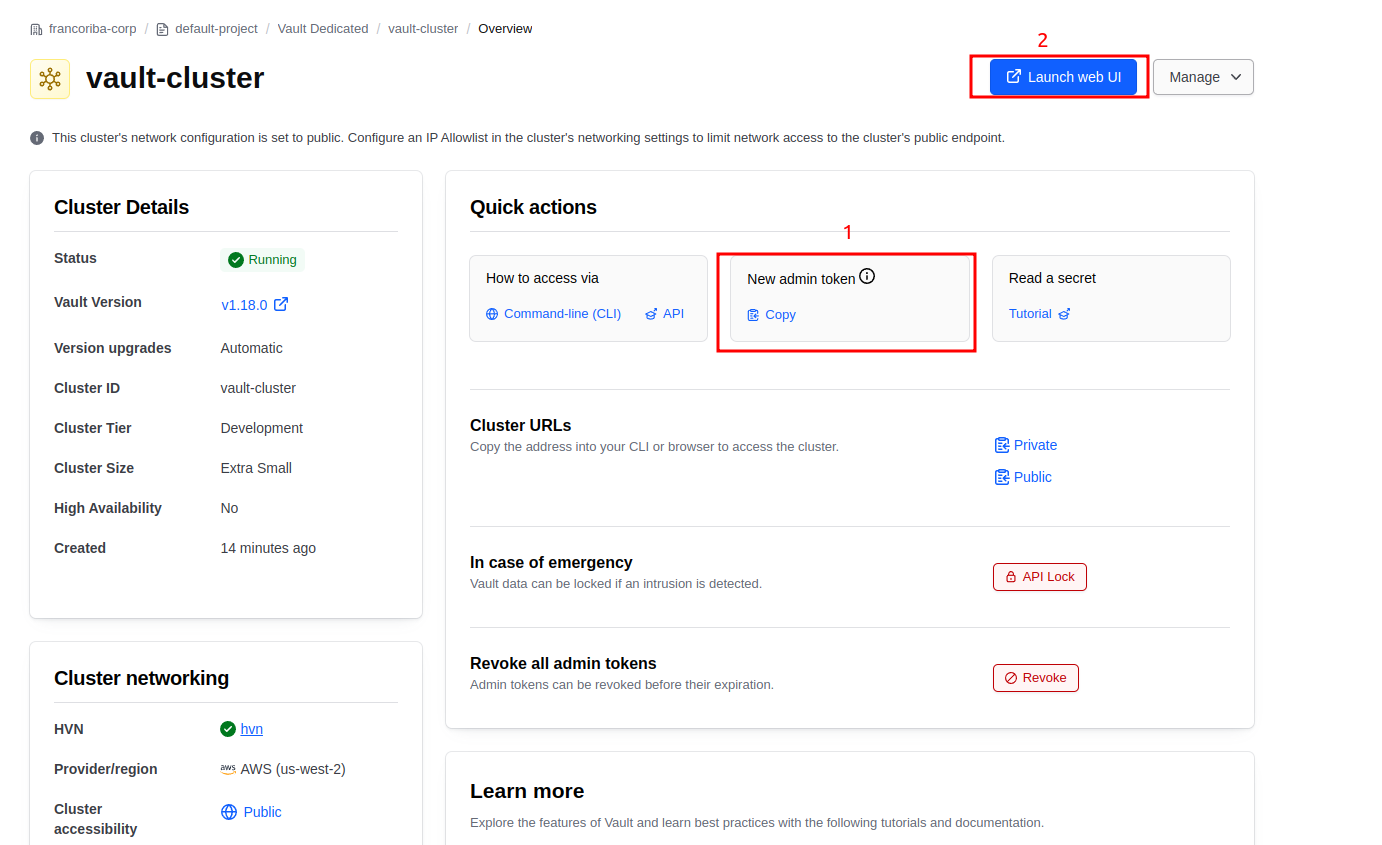 francoriba-corp / default-project / Vault Dedicated / vault-cluster / Overview
2
vault-cluster
Launch web UI
Manage
This cluster's network configuration is set to public. Configure an IP Allowlist in the cluster's networking settings to limit network access to the cluster's public endpoint.
Cluster Details
Status Running
Vault Version v1.18.0
Version upgrades Automatic
Cluster ID vault-cluster
Cluster Tier Development
Cluster Size Extra Small
High Availability No
Created 14 minutes ago
Cluster networking
HVN hvn
Provider/region aws AWS (us-west-2)
Cluster accessibility Public
Quick actions
1
How to access via
Command-line (CLI) API
New admin token
Copy
Read a secret
Tutorial
Cluster URLs
Copy the address into your CLI or browser to access the cluster.
Private
Public
In case of emergency
Vault data can be locked if an intrusion is detected.
API Lock
Revoke all admin tokens
Admin tokens can be revoked before their expiration.
Revoke
Learn more
Explore the features of Vault and learn best practices with the following tutorials and documentation.